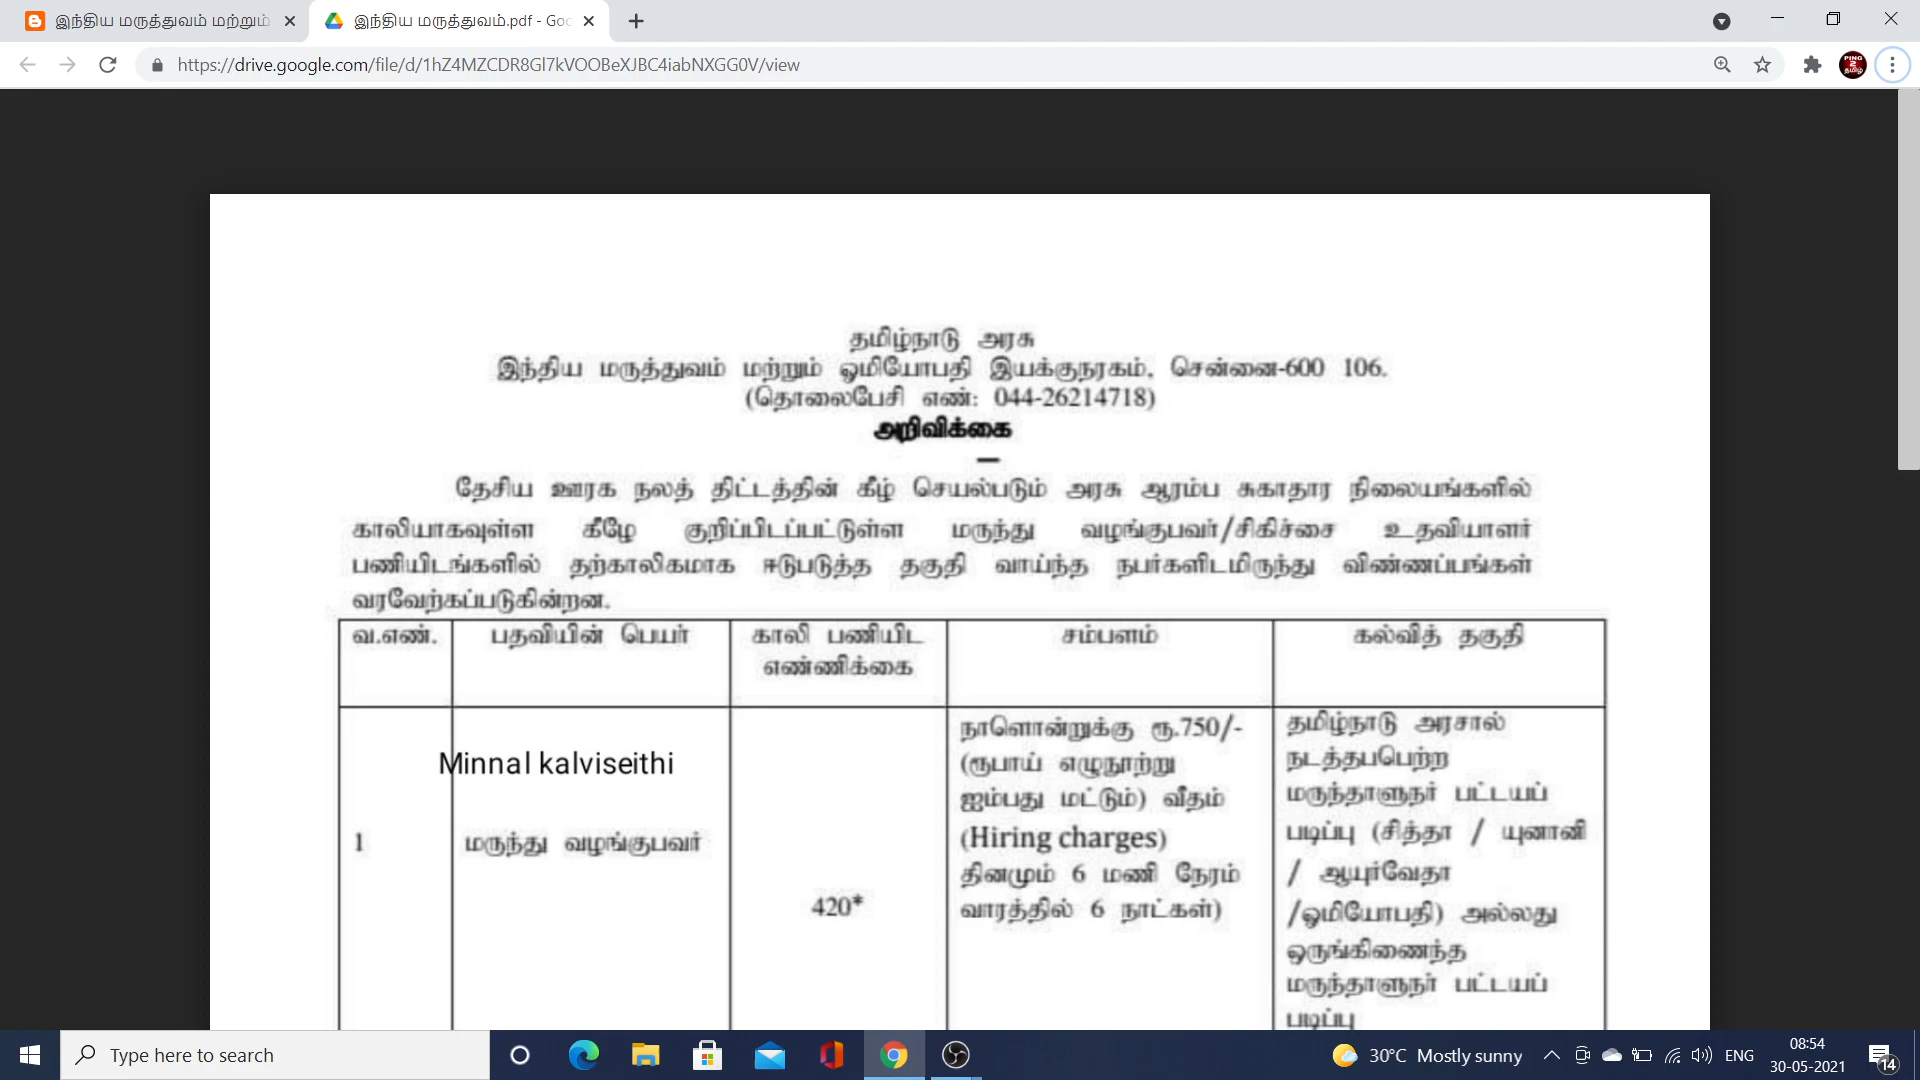 இந்திய மருத்துவம் மற்றும்
இந்திய மருத்துவம்.pdf - Goo
https://drive.google.com/file/d/1hZ4MZCDR8Gl7kVOOBeXJBC4iabNXGG0V/view
PING 2 தமிழ்
தமிழ்நாடு அரசு
இந்திய மருத்துவம் மற்றும் ஓமியோபதி இயக்குநரகம், சென்னை-600 106.
(தொலைபேசி எண்: 044-26214718)
அறிவிக்கை
தேசிய ஊரக நலத் திட்டத்தின் கீழ் செயல்படும் அரசு ஆரம்ப சுகாதார நிலையங்களில்
காலியாகவுள்ள கீழே குறிப்பிடப்பட்டுள்ள மருந்து வழங்குபவர்/சிகிச்சை உதவியாளர்
பணியிடங்களில் தற்காலிகமாக ஈடுபடுத்த தகுதி வாய்ந்த நபர்களிடமிருந்து விண்ணப்பங்கள்
வரவேற்கப்படுகின்றன.
வ.எண்.
பதவியின் பெயர்
காலி பணியிட
எண்ணிக்கை
சம்பளம்
கல்வித் தகுதி
1
Minnal kalviseithi
மருந்து வழங்குபவர்
420*
நாளொன்றுக்கு ரூ.750/-
(ரூபாய் எழுநூற்று
ஐம்பது மட்டும்) வீதம்
(Hiring charges)
தினமும் 6 மணி நேரம்
வாரத்தில் 6 நாட்கள்)
தமிழ்நாடு அரசால்
நடத்தபபெற்ற
மருந்தாளுநர் பட்டயப்
படிப்பு (சித்தா / யுனானி
/ ஆயுர்வேதா
/ஓமியோபதி) அல்லது
ஒருங்கிணைந்த
மருந்தாளுநர் பட்டயப்
படிப்பு
Type here to search
30°C Mostly sunny
ENG
08:54
30-05-2021
14